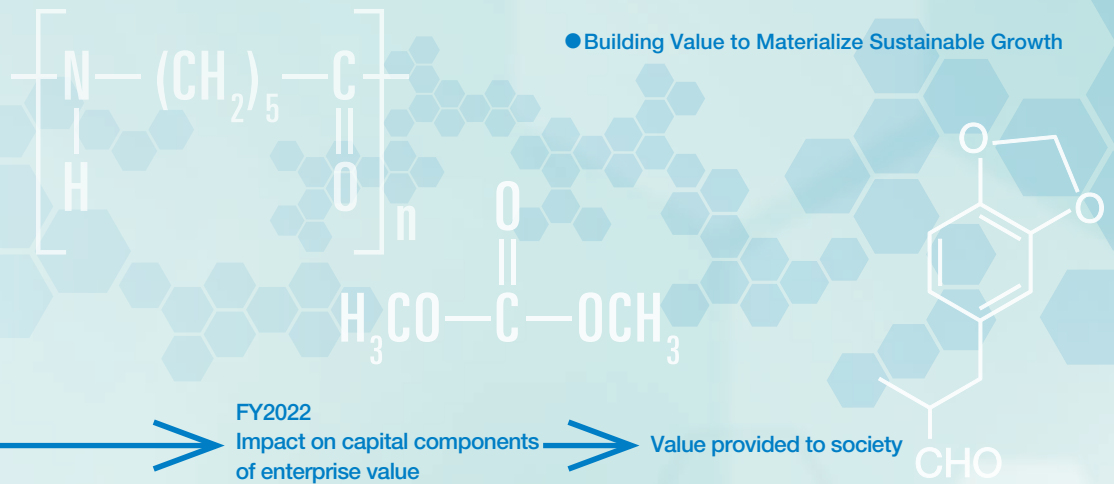 ●Building Value to Materialize Sustainable Growth
N (CH2)5 C
H O n
O
H3CO C OCH3
O
O
CHO
FY2022
Impact on capital components
of enterprise value
Value provided to society